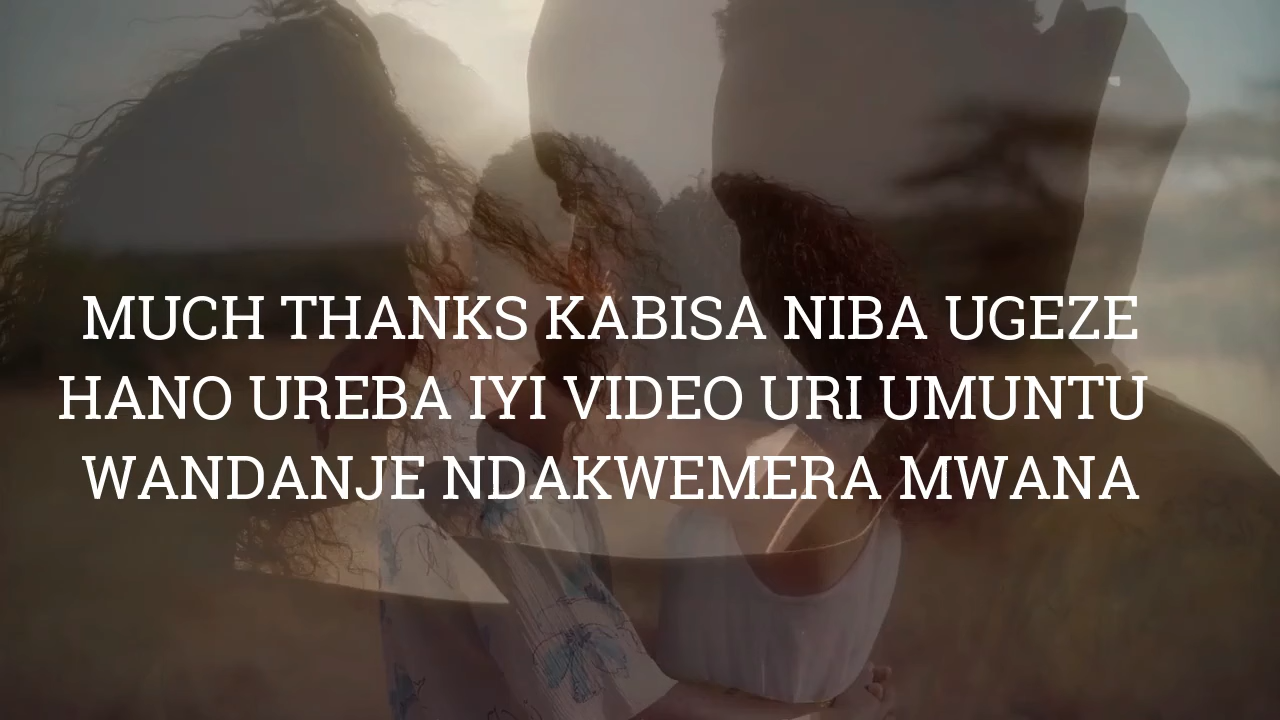 MUCH THANKS KABISA NIBA UGEZE
HANO UREBA IYI VIDEO URI UMUNTU
WANDANJE NDAKWEMERA MWANA